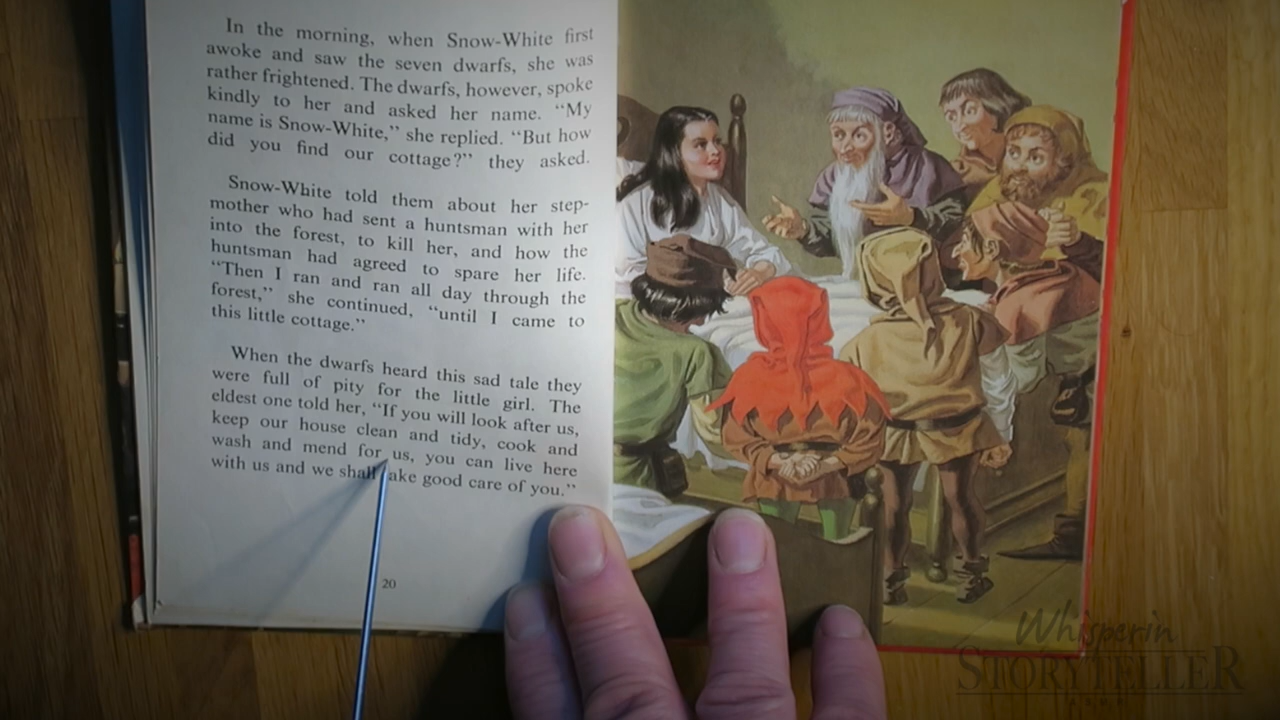 In the morning, when Snow-White first
awoke and saw the seven dwarfs, she was
rather frightened. The dwarfs, however, spoke
kindly to her and asked her name. "My
name is Snow-White," she replied. "But how
did you find our cottage?" they asked.
Snow-White told them about her step-
mother who had sent a huntsman with her
into the forest, to kill her, and how the
huntsman had agreed to spare her life.
"Then I ran and ran all day through the
forest," she continued, "until I came to
this little cottage."
When the dwarfs heard this sad tale they
were full of pity for the little girl. The
eldest one told her, "If you will look after us,
keep our house clean and tidy, cook and
wash and mend for us, you can live here
with us and we shall take good care of you."
20
Whisperin
STORYTELLER